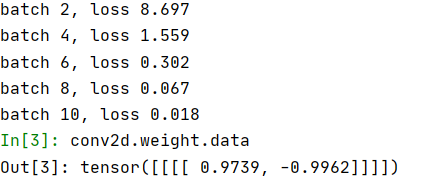 batch 2, loss 8.697
batch 4, loss 1.559
batch 6, loss 0.302
batch 8, loss 0.067
batch 10, loss 0.018
In[3]: conv2d.weight.data
Out[3]: tensor([[[[ 0.9739, -0.9962]]]])